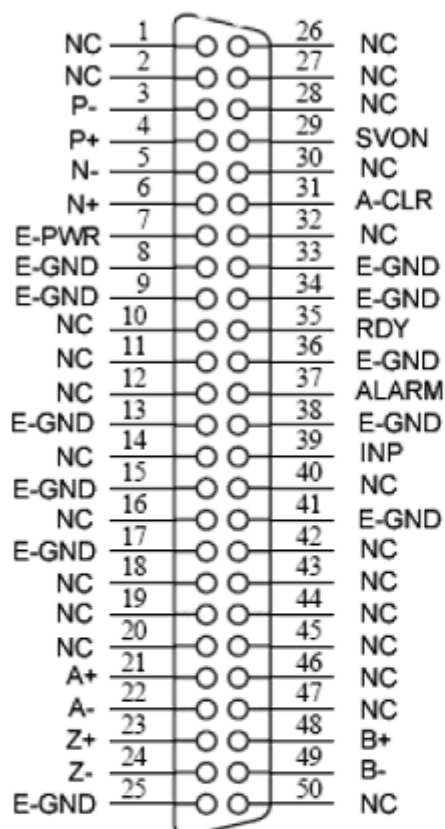 NC 1 26 NC
NC 2 27 NC
P- 3 28 NC
P+ 4 29 SVON
N- 5 30 NC
N+ 6 31 A-CLR
E-PWR 7 32 NC
E-GND 8 33 E-GND
E-GND 9 34 E-GND
NC 10 35 RDY
NC 11 36 E-GND
NC 12 37 ALARM
E-GND 13 38 E-GND
NC 14 39 INP
E-GND 15 40 NC
NC 16 41 E-GND
E-GND 17 42 NC
NC 18 43 NC
NC 19 44 NC
NC 20 45 NC
A+ 21 46 NC
A- 22 47 NC
Z+ 23 48 B+
Z- 24 49 B-
E-GND 25 50 NC